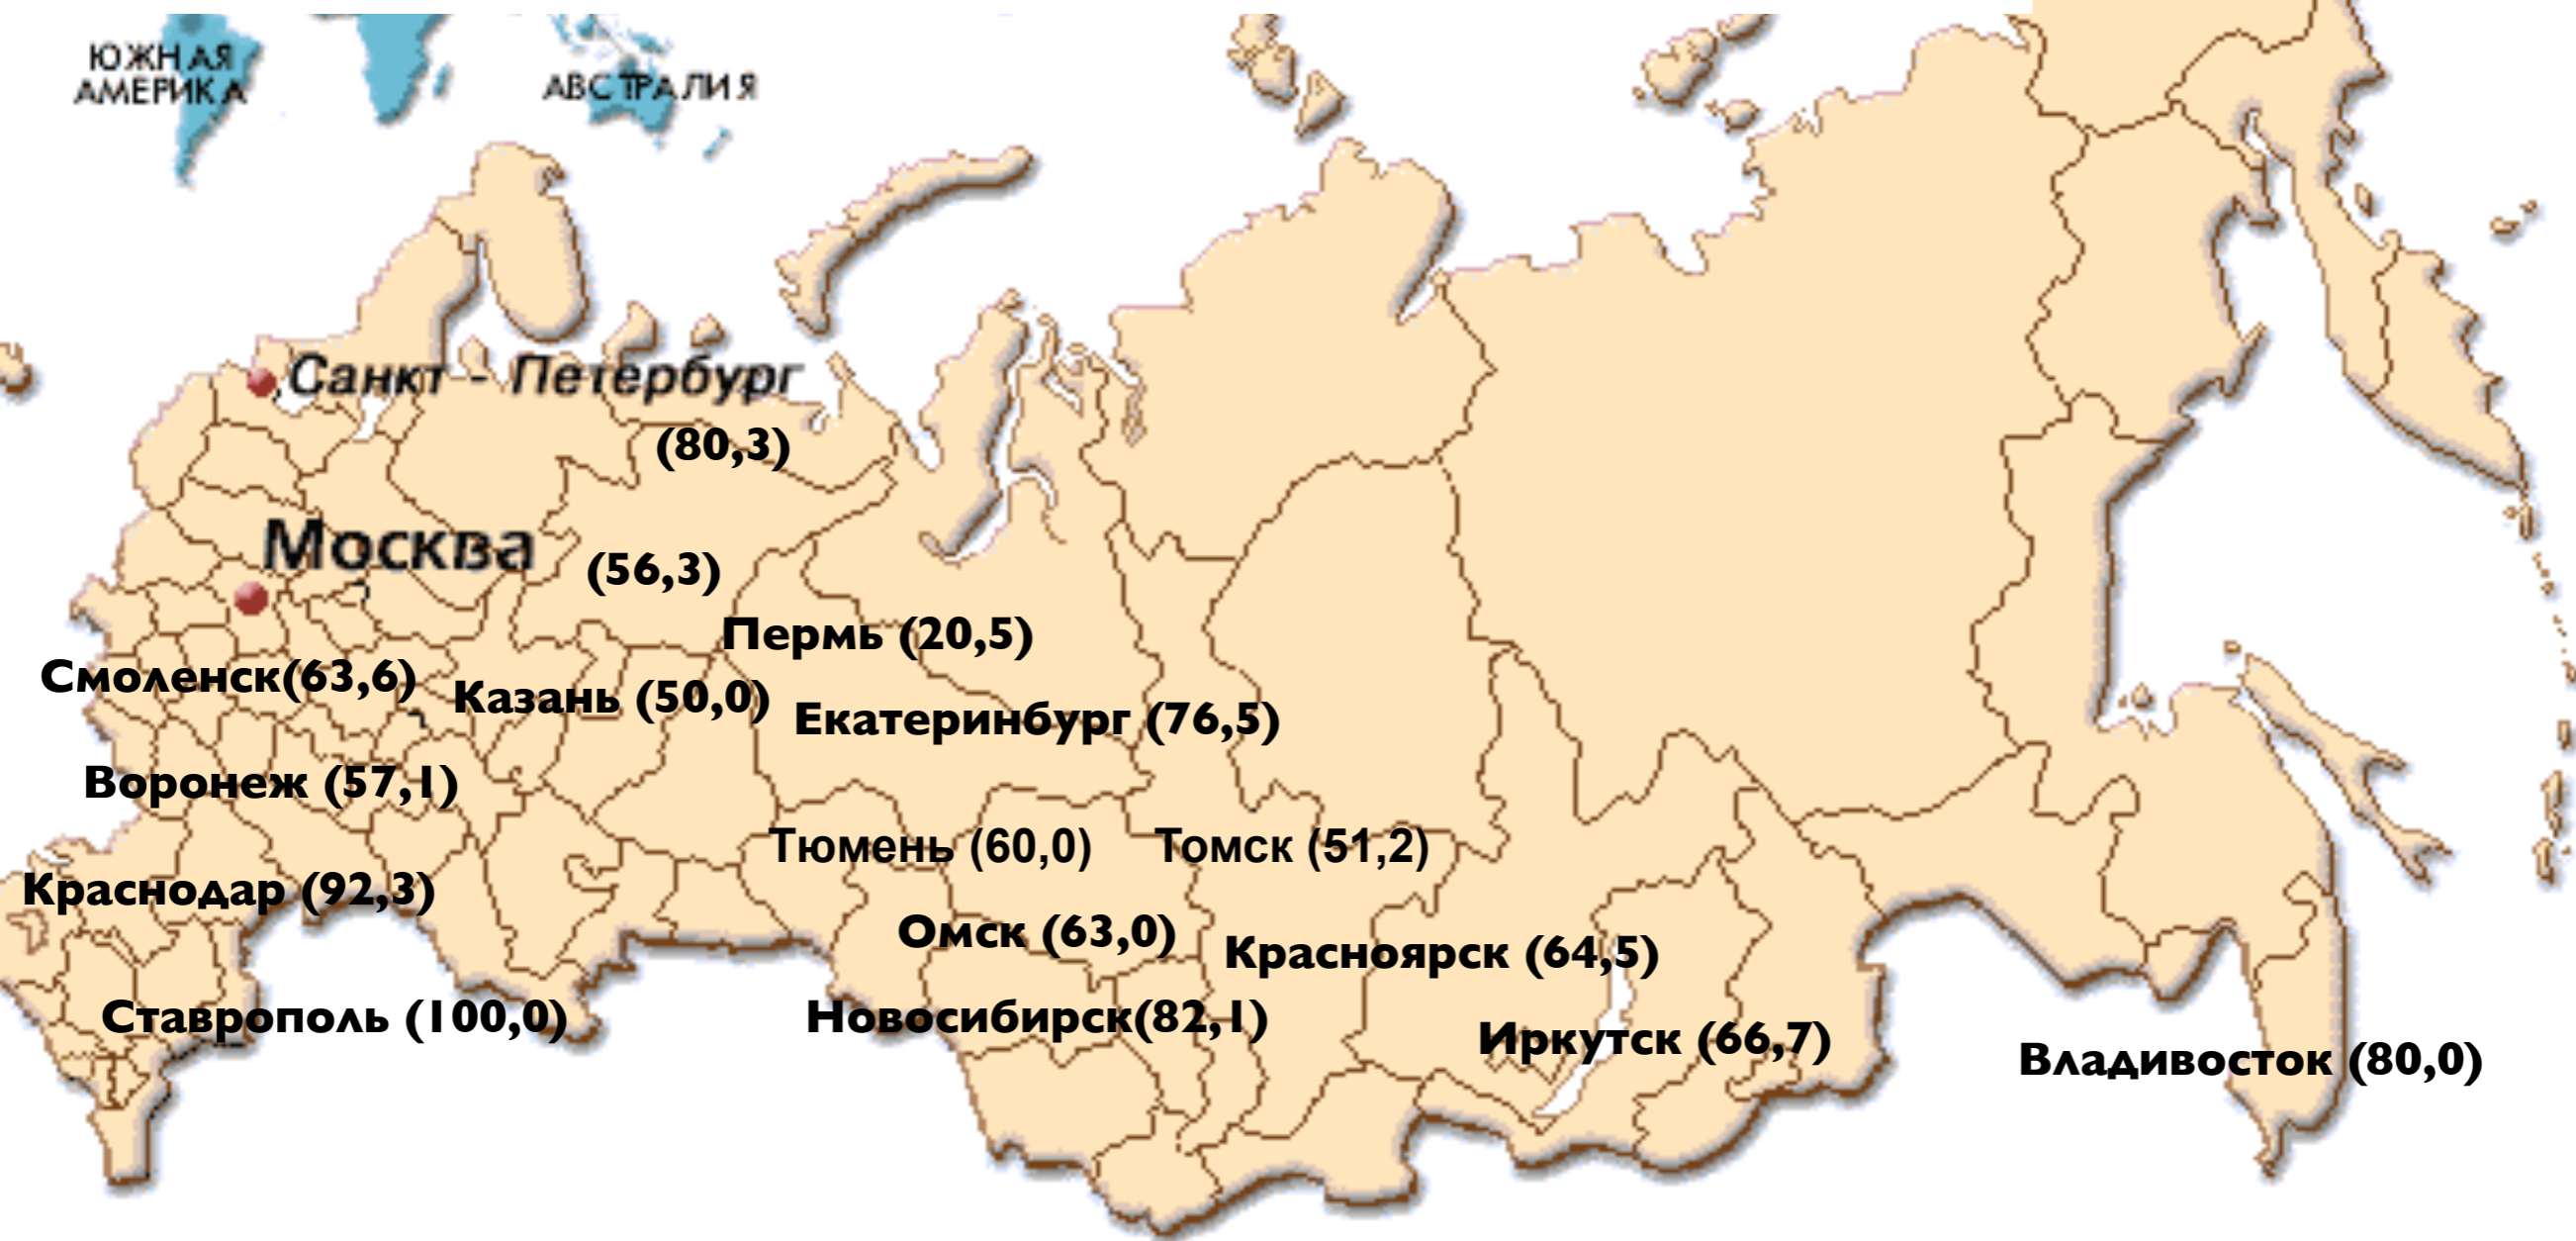 ЮЖНАЯ
АМЕРИКА
АВСТРАЛИЯ
Санкт - Петербург
(80,3)
Москва
(56,3)
Пермь (20,5)
Смоленск(63,6)
Казань (50,0)
Екатеринбург (76,5)
Воронеж (57,1)
Тюмень (60,0)
Томск (51,2)
Краснодар (92,3)
Омск (63,0)
Красноярск (64,5)
Ставрополь (100,0)
Новосибирск(82,1)
Иркутск (66,7)
Владивосток (80,0)